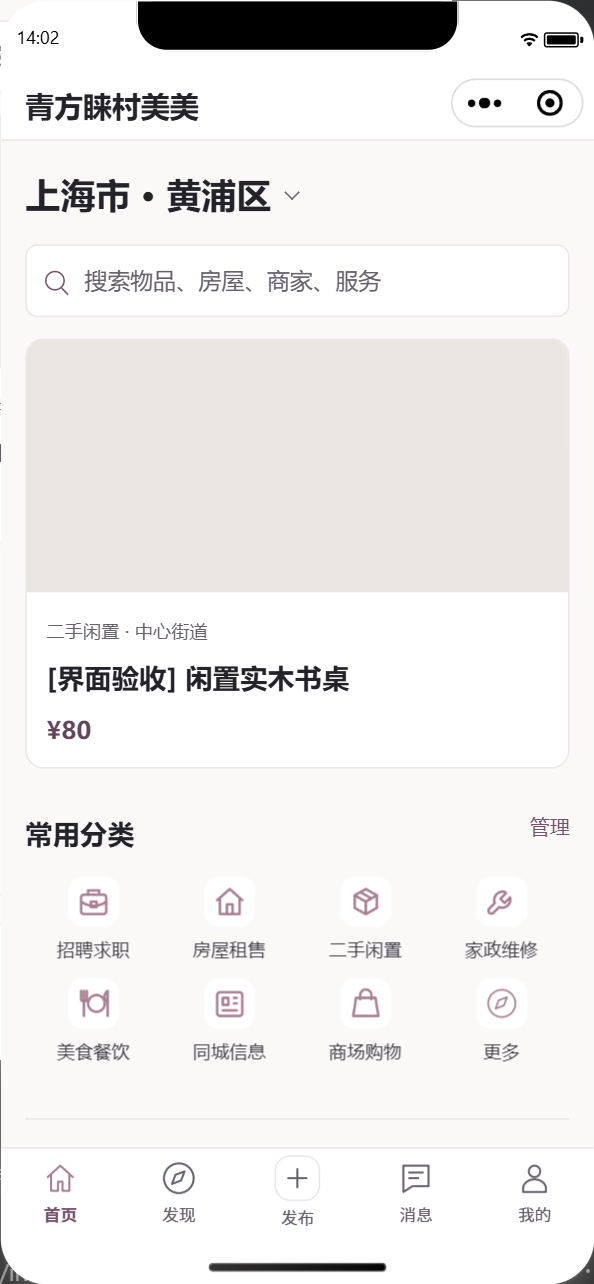 14:02
青方睐村美美
上海市 • 黄浦区
搜索物品、房屋、商家、服务
二手闲置 · 中心街道
[界面验收] 闲置实木书桌
¥80
常用分类
管理
招聘求职 房屋租售 二手闲置 家政维修
美食餐饮 同城信息 商场购物 更多
首页 发现 发布 消息 我的